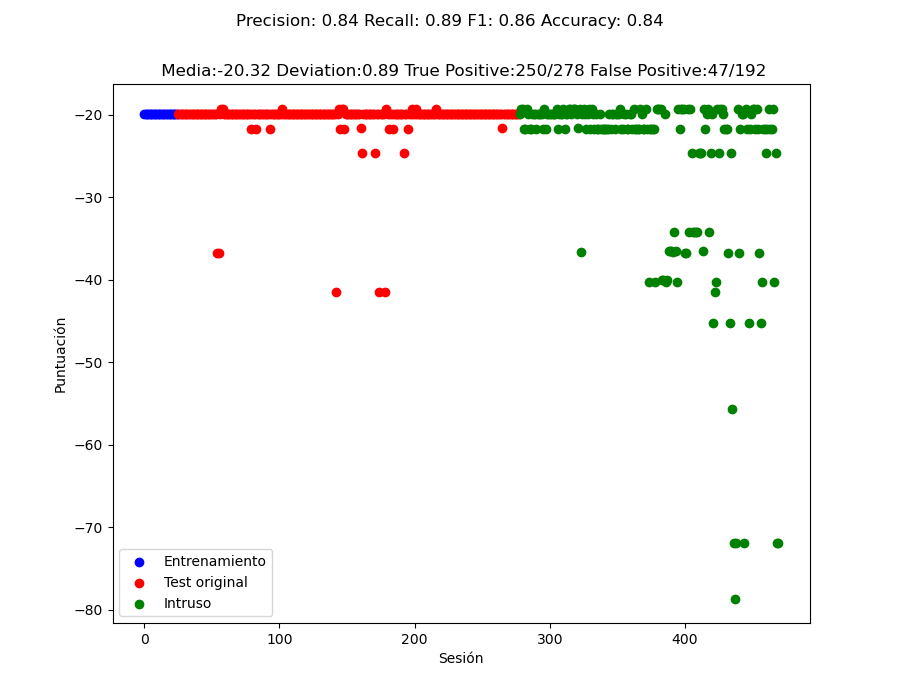 Precision: 0.84 Recall: 0.89 F1: 0.86 Accuracy: 0.84
Media:-20.32 Deviation:0.89 True Positive:250/278 False Positive:47/192
−20
−30
−40
−50
−60
−70
−80
Puntuación
Entrenamiento
Test original
Intruso
0
100
200
300
400
Sesión